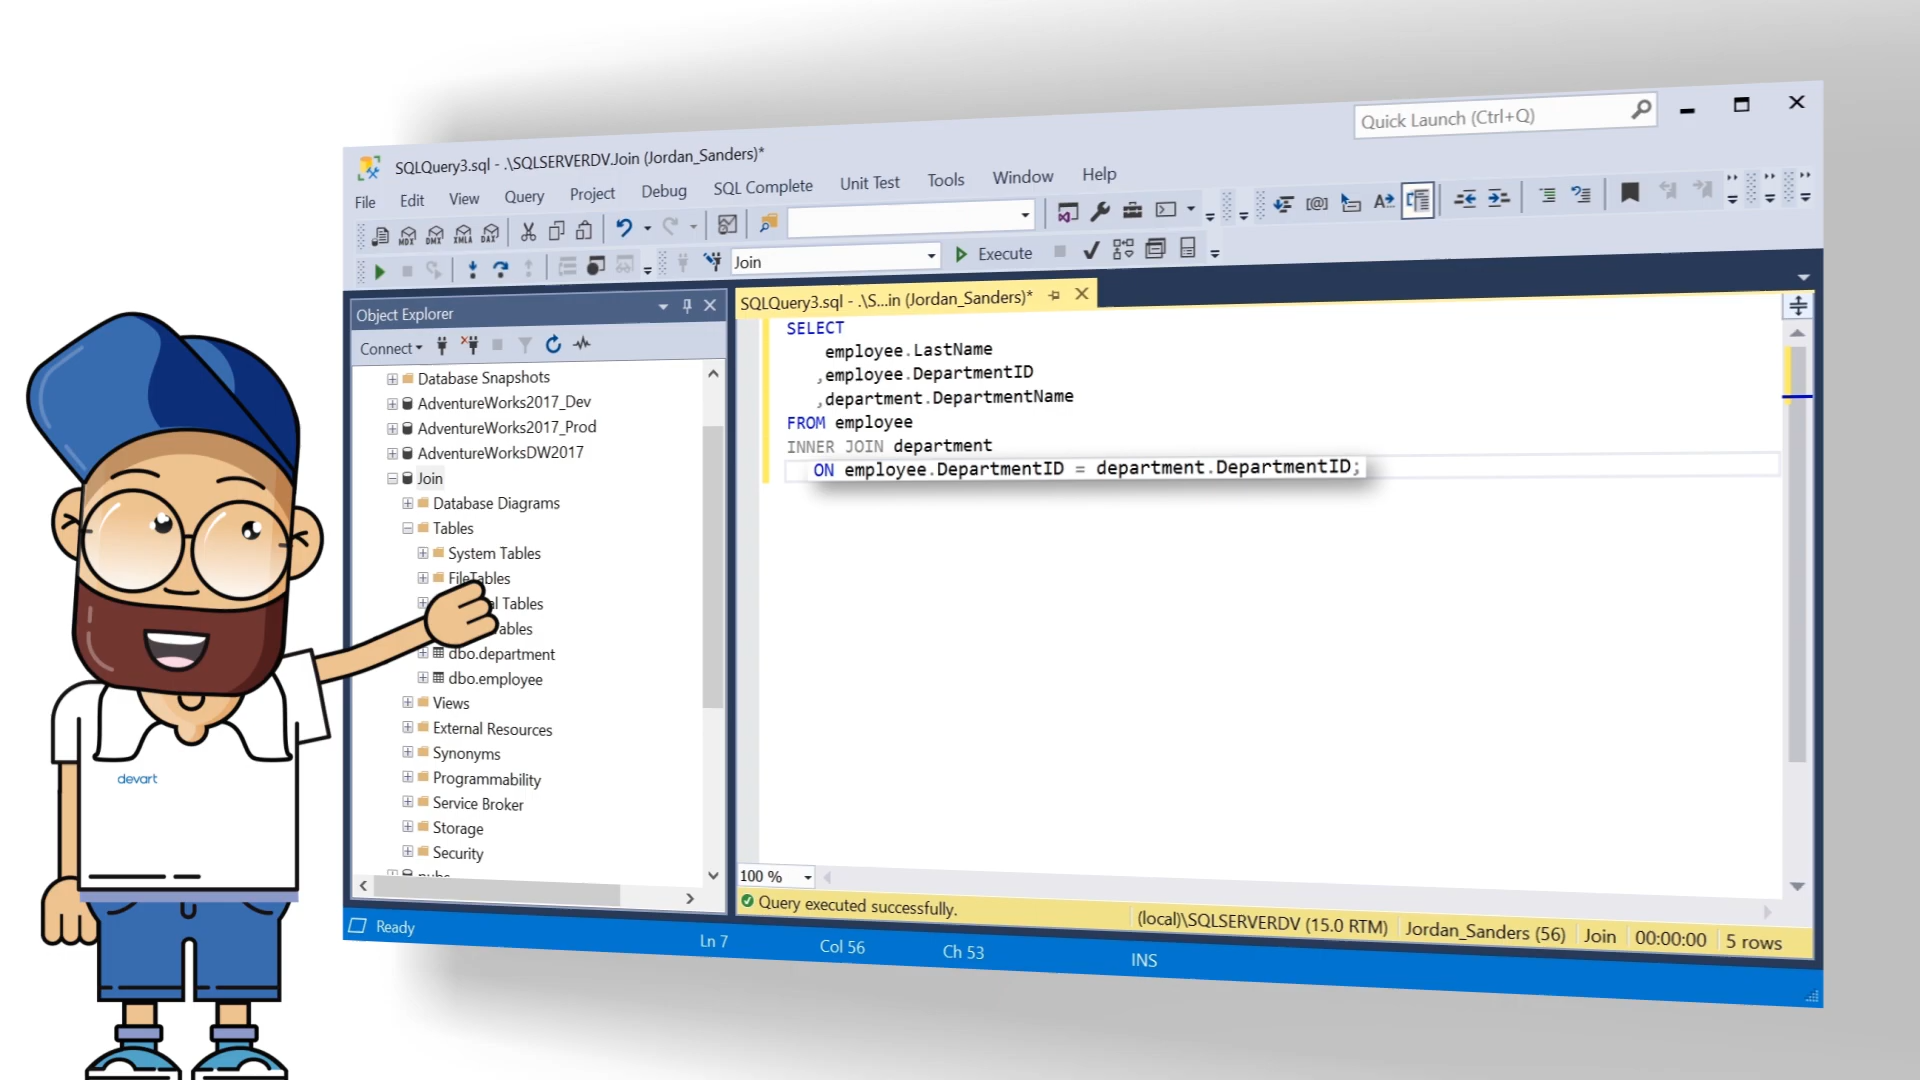 Quick Launch (Ctrl+Q)
SQLQuery3.sql - .\SQLSERVERDV.Join (Jordan_Sanders)*
File Edit View Query Project Debug SQL Complete Unit Test Tools Window Help
MDX DMX XMLA DAX
Join Execute
Object Explorer
Connect
Database Snapshots
AdventureWorks2017_Dev
AdventureWorks2017_Prod
AdventureWorksDW2017
Join
Database Diagrams
Tables
System Tables
FileTables
Tables
dbo.department
dbo.employee
Views
External Resources
Synonyms
Programmability
Service Broker
Storage
Security
SQLQuery3.sql - .\S...in (Jordan_Sanders)*
SELECT
employee.LastName
,employee.DepartmentID
,department.DepartmentName
FROM employee
INNER JOIN department
ON employee.DepartmentID = department.DepartmentID;
100 %
Query executed successfully.
(local)\SQLSERVERDV (15.0 RTM) Jordan_Sanders (56) Join 00:00:00 5 rows
Ready Ln 7 Col 56 Ch 53 INS
devart